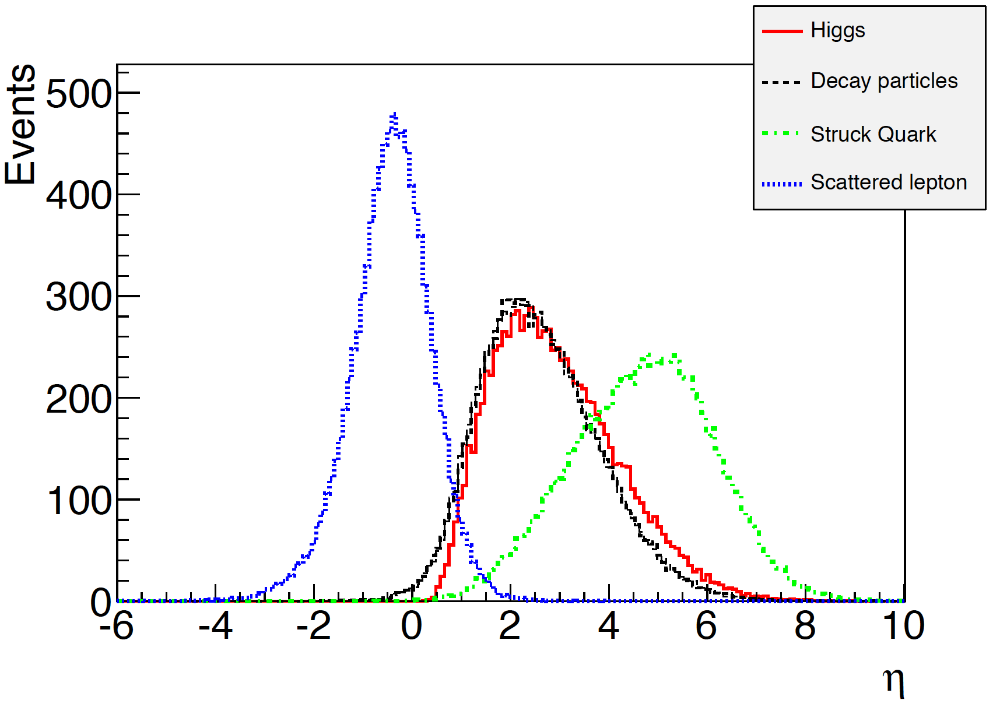 Higgs
Decay particles
Struck Quark
Scattered lepton
Events
500
400
300
200
100
0
-6 -4 -2 0 2 4 6 8 10
η